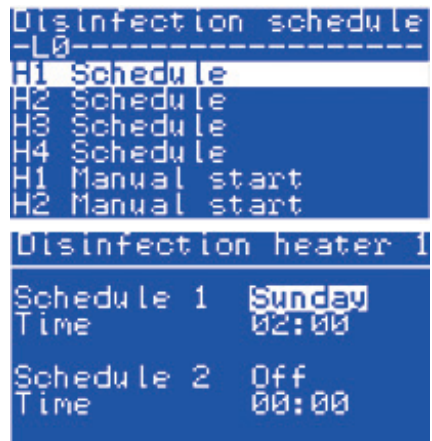 Disinfection schedule
-L0-------------------
H1 Schedule
H2 Schedule
H3 Schedule
H4 Schedule
H1 Manual start
H2 Manual start
Disinfection heater 1
Schedule 1 Sunday
Time 02:00
Schedule 2 Off
Time 00:00